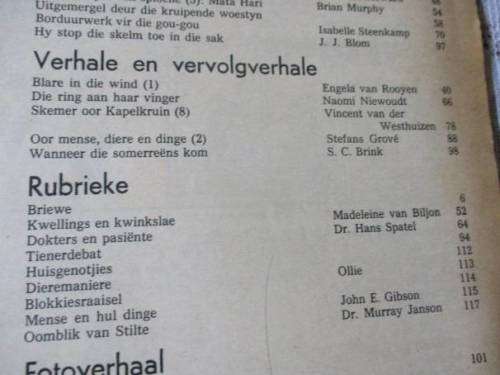 (3): Mata Hari Brian Murphy 54
Uitgemergel deur die kruipende woestyn 58
Borduurwerk vir die gou-gou Isabelle Steenkamp 70
Hy stop die skelm toe in die sak J. J. Blom 97
Verhale en vervolgverhale
Blare in die wind (1) Engela van Rooyen 40
Die ring aan haar vinger Naomi Niewoudt 66
Skemer oor Kapelkruin (8) Vincent van der
Westhuizen 78
Oor mense, diere en dinge (2) Stefans Grové 88
Wanneer die somerreëns kom S. C. Brink 98
Rubrieke
Briewe 6
Kwellings en kwinkslae Madeleine van Biljon 52
Dokters en pasiënte Dr. Hans Spatel 64
Tienerdebat 94
Huisgenotjies 112
Dieremaniere Ollie 113
Blokkiesraaisel 114
Mense en hul dinge John E. Gibson 115
Oomblik van Stilte Dr. Murray Janson 117
Fotoverhaal 101